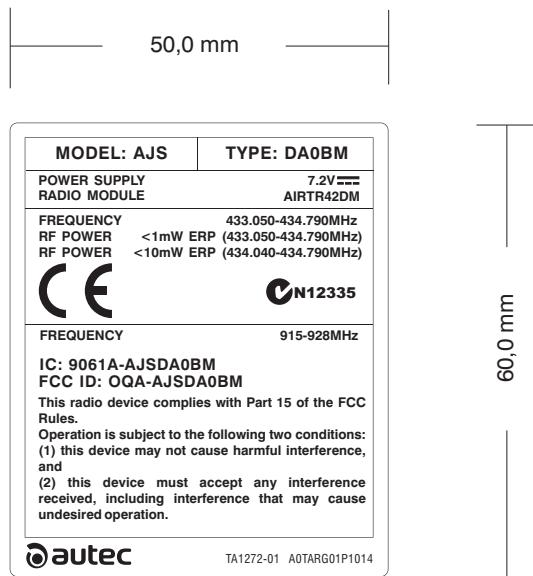 50,0 mm
MODEL: AJS TYPE: DA0BM
POWER SUPPLY 7.2V
RADIO MODULE AIRTR42DM
FREQUENCY 433.050-434.790MHz
RF POWER <1mW ERP (433.050-434.790MHz)
RF POWER <10mW ERP (434.040-434.790MHz)
CE N12335
FREQUENCY 915-928MHz
IC: 9061A-AJSDA0BM
FCC ID: OQA-AJSDA0BM
This radio device complies with Part 15 of the FCC
Rules.
Operation is subject to the following two conditions:
(1) this device may not cause harmful interference,
and
(2) this device must accept any interference
received, including interference that may cause
undesired operation.
autec TA1272-01 A0TARG01P1014
60,0 mm